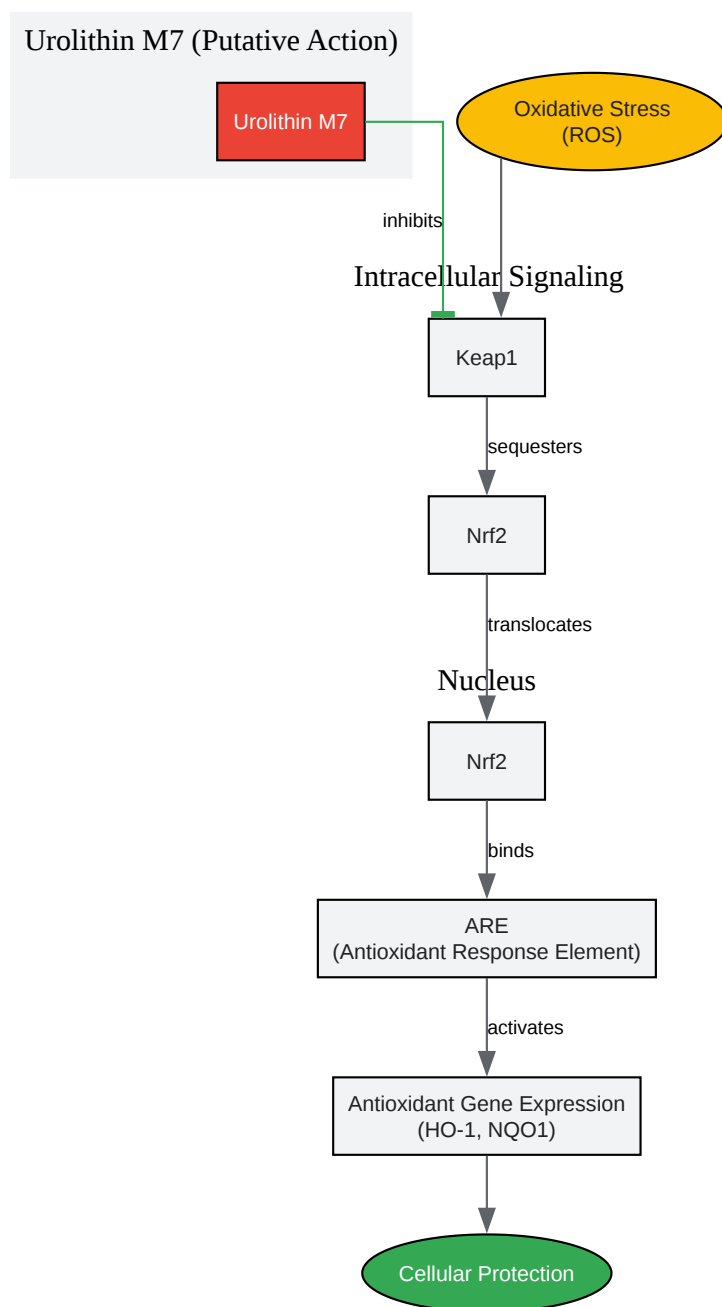 Urolithin M7 (Putative Action)
Urolithin M7
Oxidative Stress
(ROS)
inhibits
Intracellular Signaling
Keap1
sequesters
Nrf2
translocates
Nucleus
Nrf2
binds
ARE
(Antioxidant Response Element)
activates
Antioxidant Gene Expression
(HO-1, NQO1)
Cellular Protection